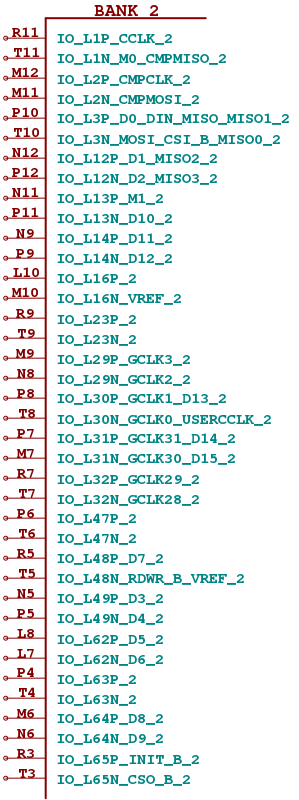 BANK 2
R11 IO_L1P_CCLK_2
T11 IO_L1N_M0_CMPMISO_2
M12 IO_L2P_CMPCLK_2
M11 IO_L2N_CMPMOSI_2
P10 IO_L3P_D0_DIN_MISO_MISO1_2
T10 IO_L3N_MOSI_CSI_B_MISO0_2
N12 IO_L12P_D1_MISO2_2
P12 IO_L12N_D2_MISO3_2
N11 IO_L13P_M1_2
P11 IO_L13N_D10_2
N9 IO_L14P_D11_2
P9 IO_L14N_D12_2
L10 IO_L16P_2
M10 IO_L16N_VREF_2
R9 IO_L23P_2
T9 IO_L23N_2
M9 IO_L29P_GCLK3_2
N8 IO_L29N_GCLK2_2
P8 IO_L30P_GCLK1_D13_2
T8 IO_L30N_GCLK0_USERCCLK_2
P7 IO_L31P_GCLK31_D14_2
M7 IO_L31N_GCLK30_D15_2
R7 IO_L32P_GCLK29_2
T7 IO_L32N_GCLK28_2
P6 IO_L47P_2
T6 IO_L47N_2
R5 IO_L48P_D7_2
T5 IO_L48N_RDWR_B_VREF_2
N5 IO_L49P_D3_2
P5 IO_L49N_D4_2
L8 IO_L62P_D5_2
L7 IO_L62N_D6_2
P4 IO_L63P_2
T4 IO_L63N_2
M6 IO_L64P_D8_2
N6 IO_L64N_D9_2
R3 IO_L65P_INIT_B_2
T3 IO_L65N_CSO_B_2